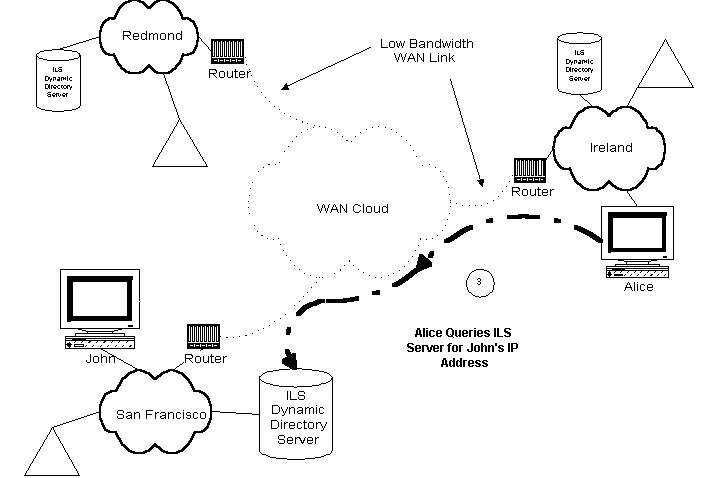 Redmond
ILS
Dynamic
Directory
Server
Router
Low Bandwidth
WAN Link
ILS
Dynamic
Directory
Server
Ireland
Router
WAN Cloud
Alice
3
Alice Queries ILS
Server for John's IP
Address
John
Router
San Francisco
ILS
Dynamic
Directory
Server